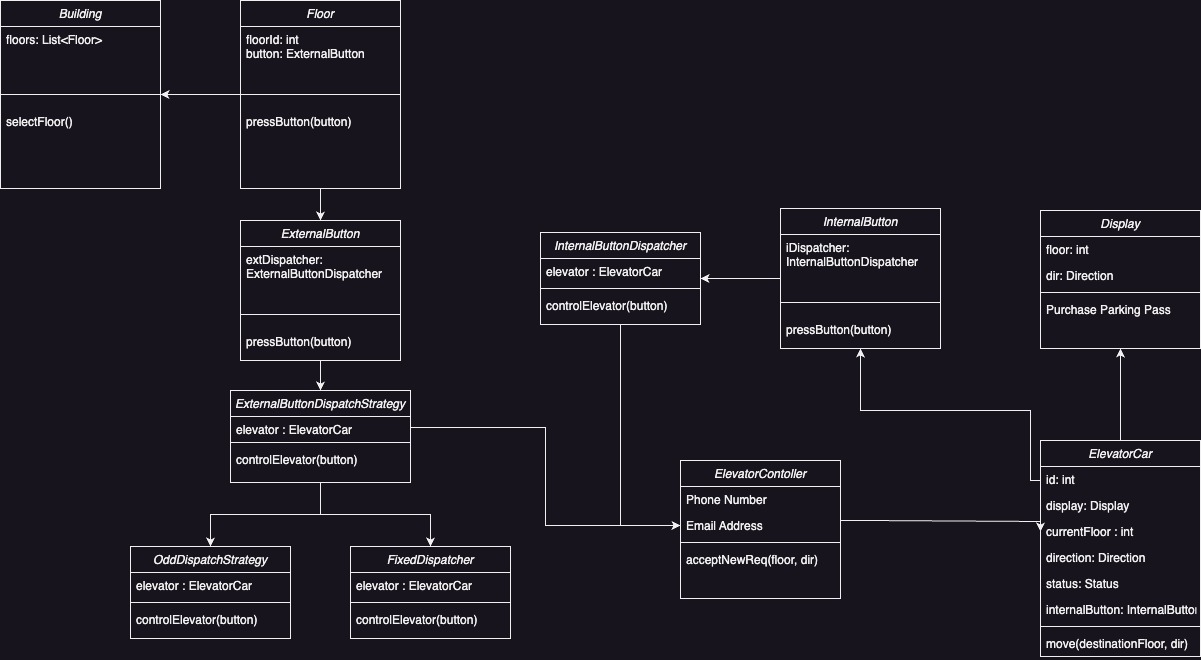 Building
floors: List<Floor>
selectFloor()
Floor
floorId: int
button: ExternalButton
pressButton(button)
ExternalButton
extDispatcher:
ExternalButtonDispatcher
pressButton(button)
ExternalButtonDispatchStrategy
elevator : ElevatorCar
controlElevator(button)
OddDispatchStrategy
elevator : ElevatorCar
controlElevator(button)
FixedDispatcher
elevator : ElevatorCar
controlElevator(button)
InternalButtonDispatcher
elevator : ElevatorCar
controlElevator(button)
InternalButton
iDispatcher:
InternalButtonDispatcher
pressButton(button)
Display
floor: int
dir: Direction
Purchase Parking Pass
ElevatorContoller
Phone Number
Email Address
acceptNewReq(floor, dir)
ElevatorCar
id: int
display: Display
currentFloor : int
direction: Direction
status: Status
internalButton: InternalButton
move(destinationFloor, dir)